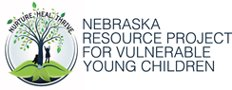 NURTURE. HEAL. THRIVE.
NEBRASKA
RESOURCE PROJECT
FOR VULNERABLE
YOUNG CHILDREN